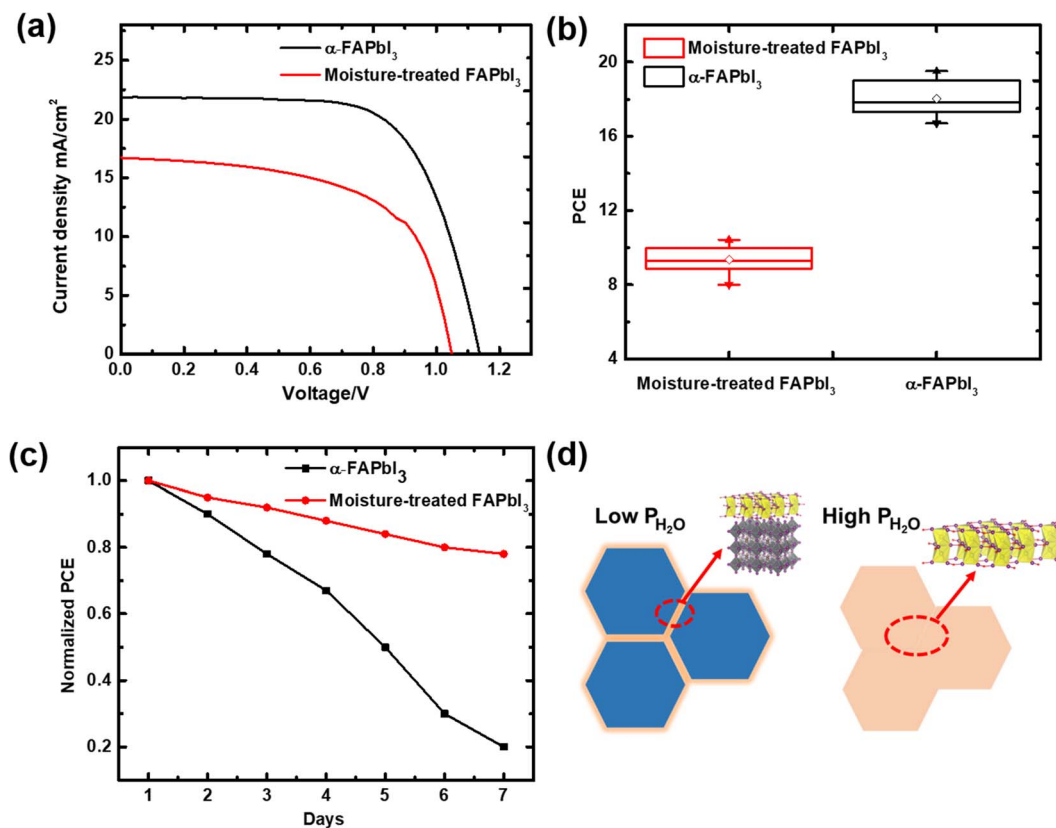 (a)
α-FAPbI₃
Moisture-treated FAPbI₃
Current density mA/cm²
25
20
15
10
5
0
0.0 0.2 0.4 0.6 0.8 1.0 1.2
Voltage/V
(b)
Moisture-treated FAPbI₃
α-FAPbI₃
PCE
20
16
12
8
4
Moisture-treated FAPbI₃ α-FAPbI₃
(c)
α-FAPbI₃
Moisture-treated FAPbI₃
Normalized PCE
1.0
0.8
0.6
0.4
0.2
1 2 3 4 5 6 7
Days
(d)
Low P_H₂O
High P_H₂O